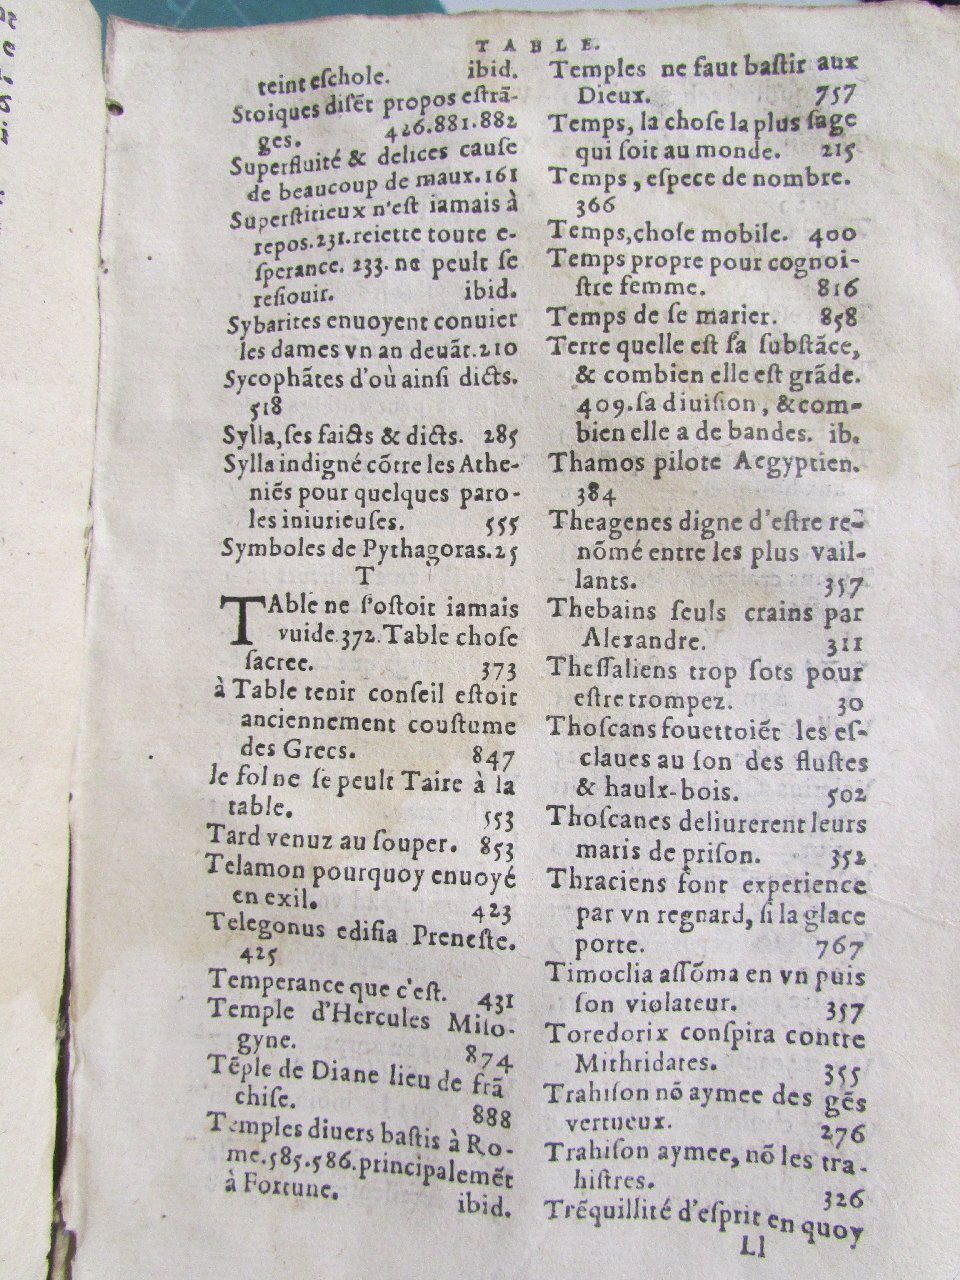 TABLE.
teint eſchole. ibid.
Stoiques diſẽt propos eſtrã-
ges. 426.881.882
Superfluité & delices cauſe
de beaucoup de maux.161
Superſtitieux n'eſt iamais à
repos.231.reiette toute e-
ſperance. 233. ne peult ſe
reſiouir. ibid.
Sybarites enuoyent conuier
les dames vn an deuãt.210
Sycophãtes d'où ainſi dicts.
518
Sylla,ſes faicts & dicts. 285
Sylla indigné cõtre les Athe-
niẽs pour quelques paro-
les iniurieuſes. 555
Symboles de Pythagoras.25
T
TAble ne ſ'oſtoit iamais
vuide.372.Table choſe
ſacree. 373
à Table tenir conſeil eſtoit
anciennement couſtume
des Grecs. 847
le fol ne ſe peult Taire à la
table. 553
Tard venuz au ſouper. 853
Telamon pourquoy enuoyé
en exil. 423
Telegonus edifia Preneſte.
425
Temperance que c'eſt. 431
Temple d'Hercules Miſo-
gyne. 874
Tẽple de Diane lieu de frã
chiſe. 888
Temples diuers baſtis à Ro-
me.585.586.principalemẽt
à Fortune. ibid.
Temples ne faut baſtir aux
Dieux. 757
Temps, la choſe la plus ſage
qui ſoit au monde. 215
Temps, eſpece de nombre.
366
Temps,choſe mobile. 400
Temps propre pour cognoi-
ſtre femme. 816
Temps de ſe marier. 858
Terre quelle eſt ſa ſubſtãce,
& combien elle eſt grãde.
409.ſa diuiſion, &com-
bien elle a de bandes. ib.
Thamos pilote Aegyptien.
384
Theagenes digne d'eſtre re-
nõmé entre les plus vail-
lants. 357
Thebains ſeuls crains par
Alexandre. 311
Theſſaliens trop ſots pour
eſtre trompez. 30
Thoſcans fouettoiẽt les eſ-
claues au ſon des fluſtes
& haulx-bois. 502
Thoſcanes deliurerent leurs
maris de priſon. 352
Thraciens font experience
par vn regnard, ſi la glace
porte. 767
Timoclia aſſõma en vn puis
ſon violateur. 357
Toredorix conſpira contre
Mithridates. 355
Trahiſon nõ aymee des gẽs
vertueux. 276
Trahiſon aymee, nõ les tra-
hiſtres. 326
Trẽquillité d'eſprit en quoy
Ll